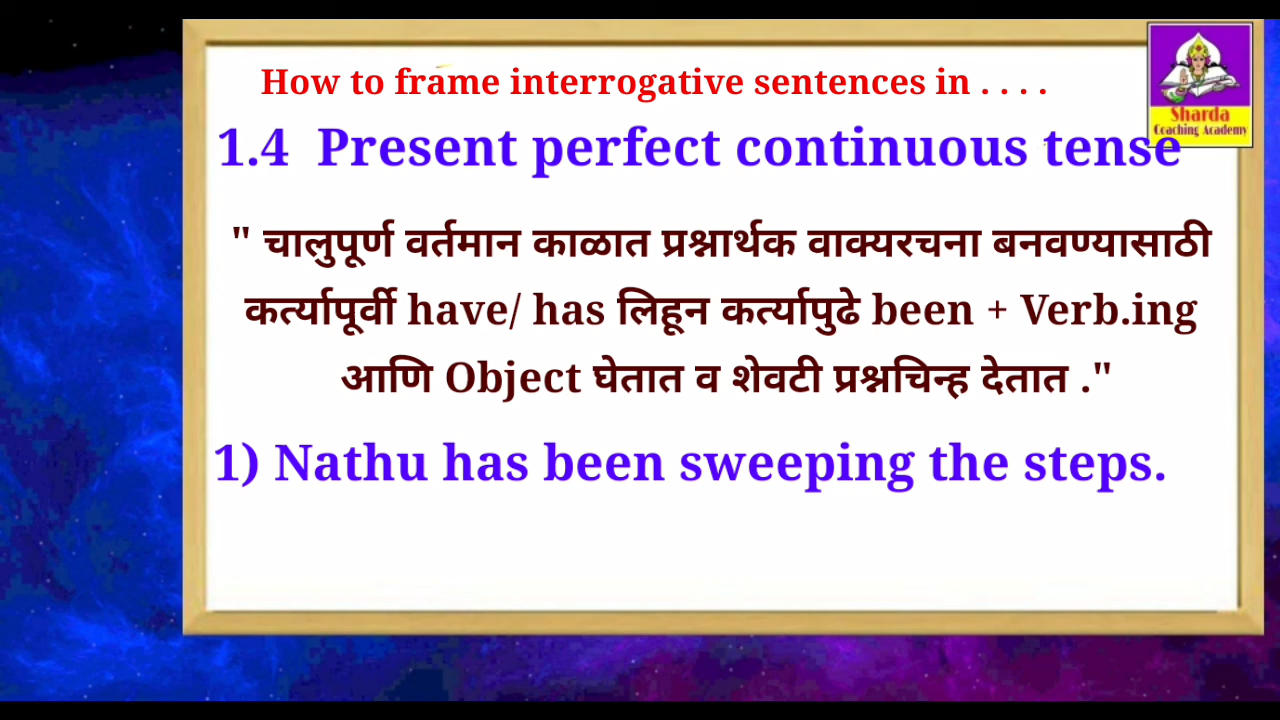 How to frame interrogative sentences in . . . .
Sharda
Coaching Academy
1.4 Present perfect continuous tense
" चालुपूर्ण वर्तमान काळात प्रश्नार्थक वाक्यरचना बनवण्यासाठी
कर्त्यापूर्वी have/ has लिहून कर्त्यापुढे been + Verb.ing
आणि Object घेतात व शेवटी प्रश्नचिन्ह देतात ."
1) Nathu has been sweeping the steps.